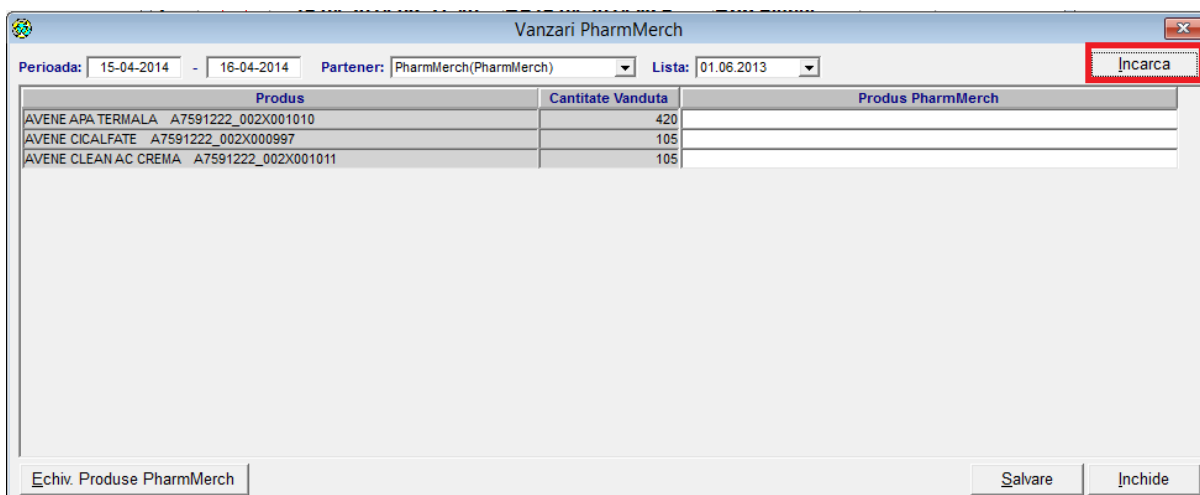 Vanzari PharmMerch
Perioada: 15-04-2014 - 16-04-2014 Partener: PharmMerch(PharmMerch) Lista: 01.06.2013 Incarca
Produs Cantitate Vanduta Produs PharmMerch
AVENE APA TERMALA A7591222_002X001010 420
AVENE CICALFATE A7591222_002X000997 105
AVENE CLEAN AC CREMA A7591222_002X001011 105
Echiv. Produse PharmMerch Salvare Inchide